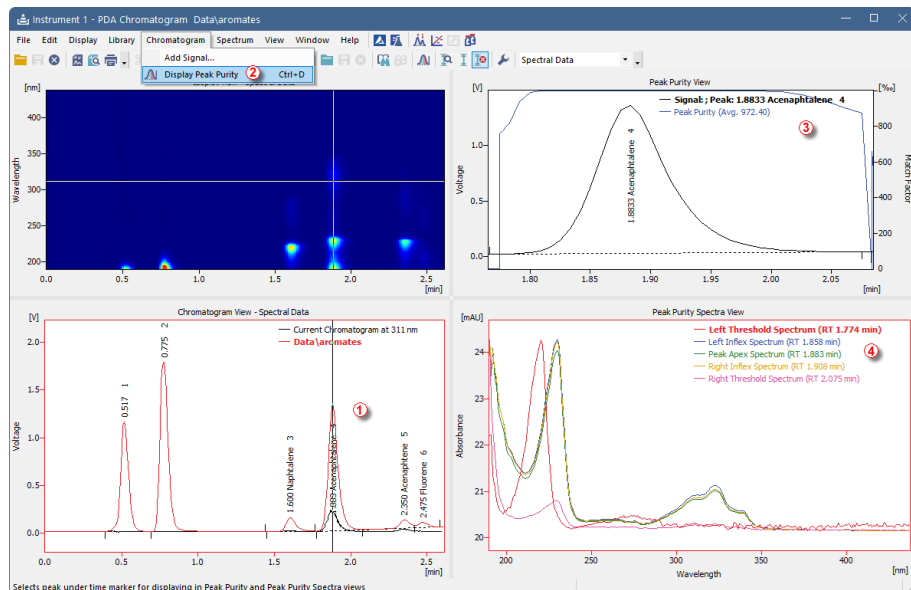 Instrument 1 - PDA Chromatogram  Data\aromates
File Edit Display Library Chromatogram Spectrum View Window Help
Spectral Data
Add Signal...
Display Peak Purity 2 Ctrl+D
[nm]
400-
350-
300-
250-
200-
Wavelength
0.0 0.5 1.0 1.5 2.0 2.5
[min]
Peak Purity View
[‰]
Signal; Peak: 1.8833 Acenaphtalene 4
Peak Purity (Avg. 972.40)
3
1.8833 Acenaphtalene 4
1.0-
0.5-
0.0-
Voltage
800
600
400
200
0
Match Factor
1.80 1.85 1.90 1.95 2.00 2.05
[min]
Chromatogram View - Spectral Data
[V]
Current Chromatogram at 311 nm
Data\aromates
2.0-
1.0-
0.5-
0.0-
Voltage
0.517 1
0.775 2
1.600 Naphtalene 3
1.883 Acenaphtalene 4
2.350 Acenaphtene 5
2.475 Fluorene 6
1
0.0 0.5 1.0 1.5 2.0 2.5
[min]
Peak Purity Spectra View
[mAU]
Left Threshold Spectrum (RT 1.774 min)
Left Inflex Spectrum (RT 1.858 min)
Peak Apex Spectrum (RT 1.883 min)
Right Inflex Spectrum (RT 1.908 min)
Right Threshold Spectrum (RT 2.075 min)
4
24
23
22
21
20
Absorbance
200 250 300 350 400
Wavelength
[nm]
Selects peak under time marker for displaying in Peak Purity and Peak Purity Spectra views